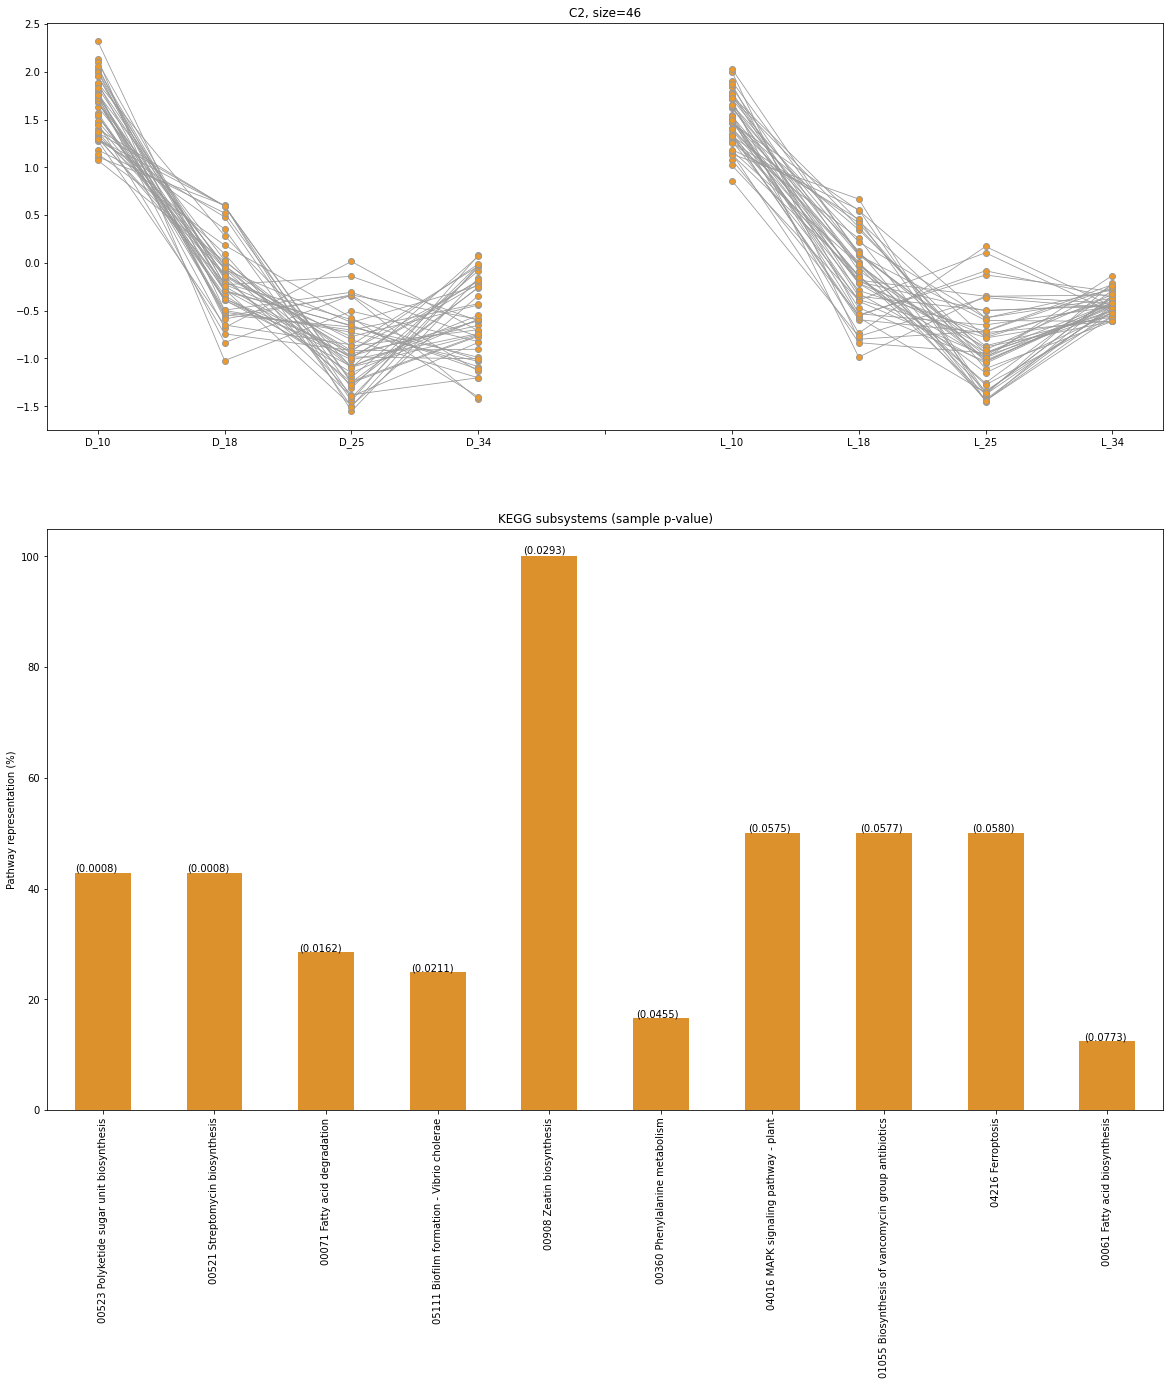 C2, size=46
2.5
2.0
1.5
1.0
0.5
0.0
−0.5
−1.0
−1.5
D_10 D_18 D_25 D_34 L_10 L_18 L_25 L_34
KEGG subsystems (sample p-value)
Pathway representation (%)
100
80
60
40
20
0
(0.0008)
(0.0008)
(0.0162)
(0.0211)
(0.0293)
(0.0455)
(0.0575)
(0.0577)
(0.0580)
(0.0773)
00523 Polyketide sugar unit biosynthesis
00521 Streptomycin biosynthesis
00071 Fatty acid degradation
05111 Biofilm formation - Vibrio cholerae
00908 Zeatin biosynthesis
00360 Phenylalanine metabolism
04016 MAPK signaling pathway - plant
01055 Biosynthesis of vancomycin group antibiotics
04216 Ferroptosis
00061 Fatty acid biosynthesis